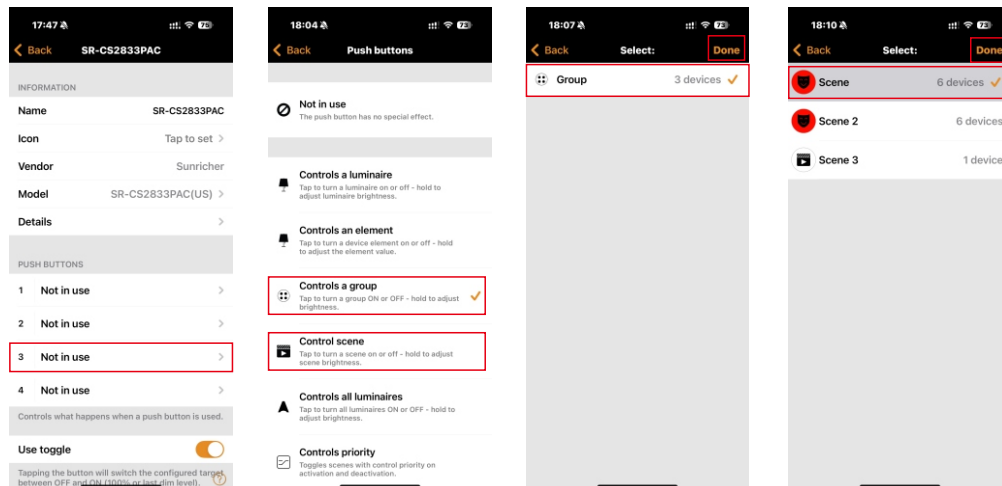 17:47
75
Back
SR-CS2833PAC
INFORMATION
Name
SR-CS2833PAC
Icon
Tap to set
Vendor
Sunricher
Model
SR-CS2833PAC(US)
Details
PUSH BUTTONS
1 Not in use
2 Not in use
3 Not in use
4 Not in use
Controls what happens when a push button is used.
Use toggle
Tapping the button will switch the configured target
between OFF and ON (100% or last dim level).
18:04
73
Back
Push buttons
Not in use
The push button has no special effect.
Controls a luminaire
Tap to turn a luminaire on or off - hold to
adjust luminaire brightness.
Controls an element
Tap to turn a device element on or off - hold
to adjust the element value.
Controls a group
Tap to turn a group ON or OFF - hold to adjust
brightness.
Control scene
Tap to turn a scene on or off - hold to adjust
scene brightness.
Controls all luminaires
Tap to turn all luminaires ON or OFF - hold to
adjust brightness.
Controls priority
Toggles scenes with control priority on
activation and deactivation.
18:07
73
Back
Select:
Done
Group
3 devices
18:10
73
Back
Select:
Done
Scene
6 devices
Scene 2
6 devices
Scene 3
1 device